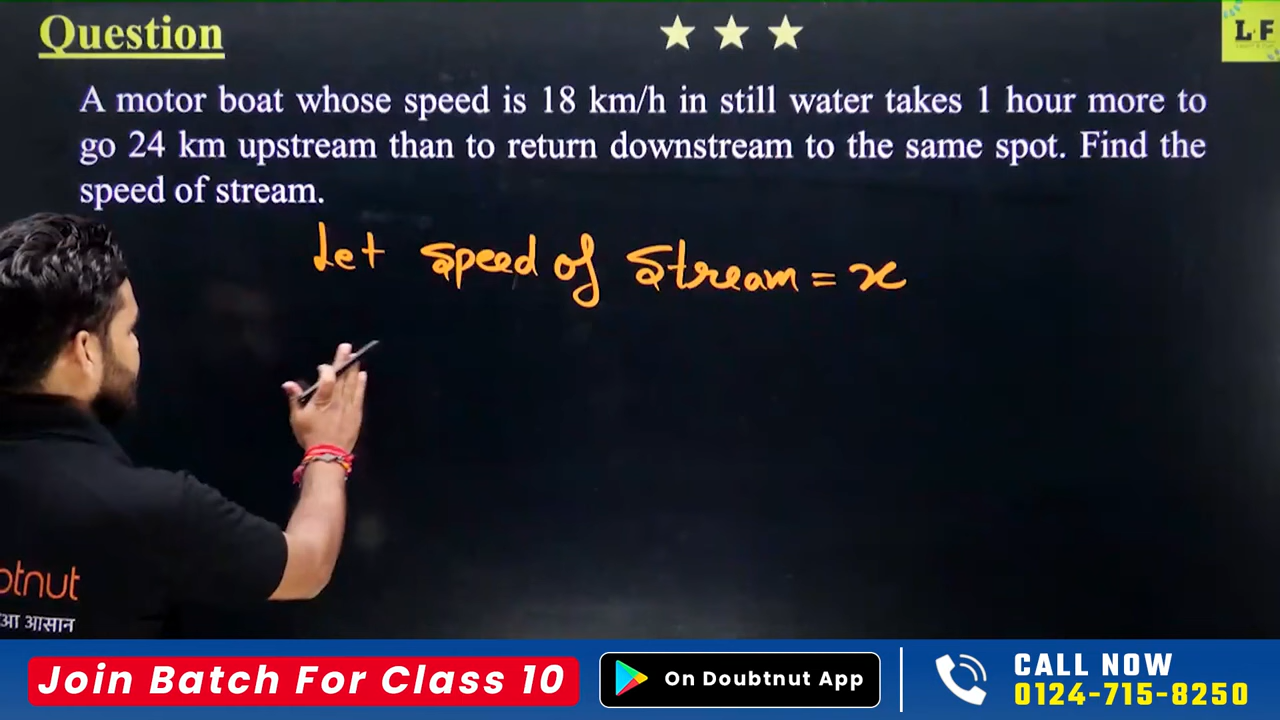 Question
L.F
A motor boat whose speed is 18 km/h in still water takes 1 hour more to
go 24 km upstream than to return downstream to the same spot. Find the
speed of stream.
Let speed of Stream = x
otnut
आ आसान
Join Batch For Class 10
On Doubtnut App
CALL NOW
0124-715-8250